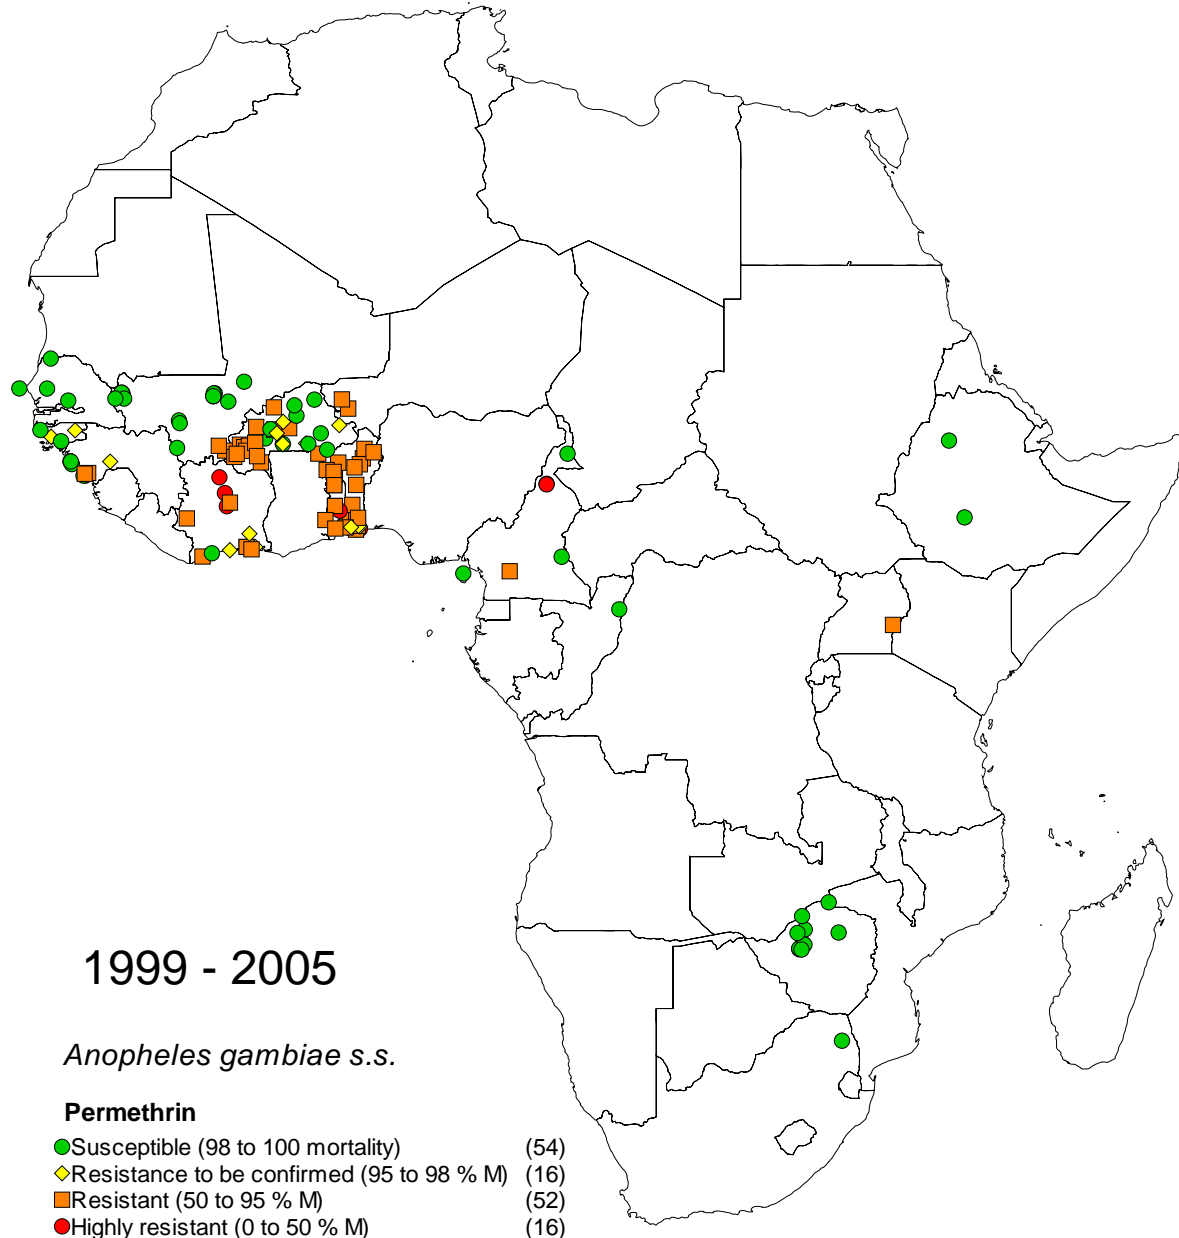 1999 - 2005
Anopheles gambiae s.s.
Permethrin
Susceptible (98 to 100 mortality) (54)
Resistance to be confirmed (95 to 98 % M) (16)
Resistant (50 to 95 % M) (52)
Highly resistant (0 to 50 % M) (16)